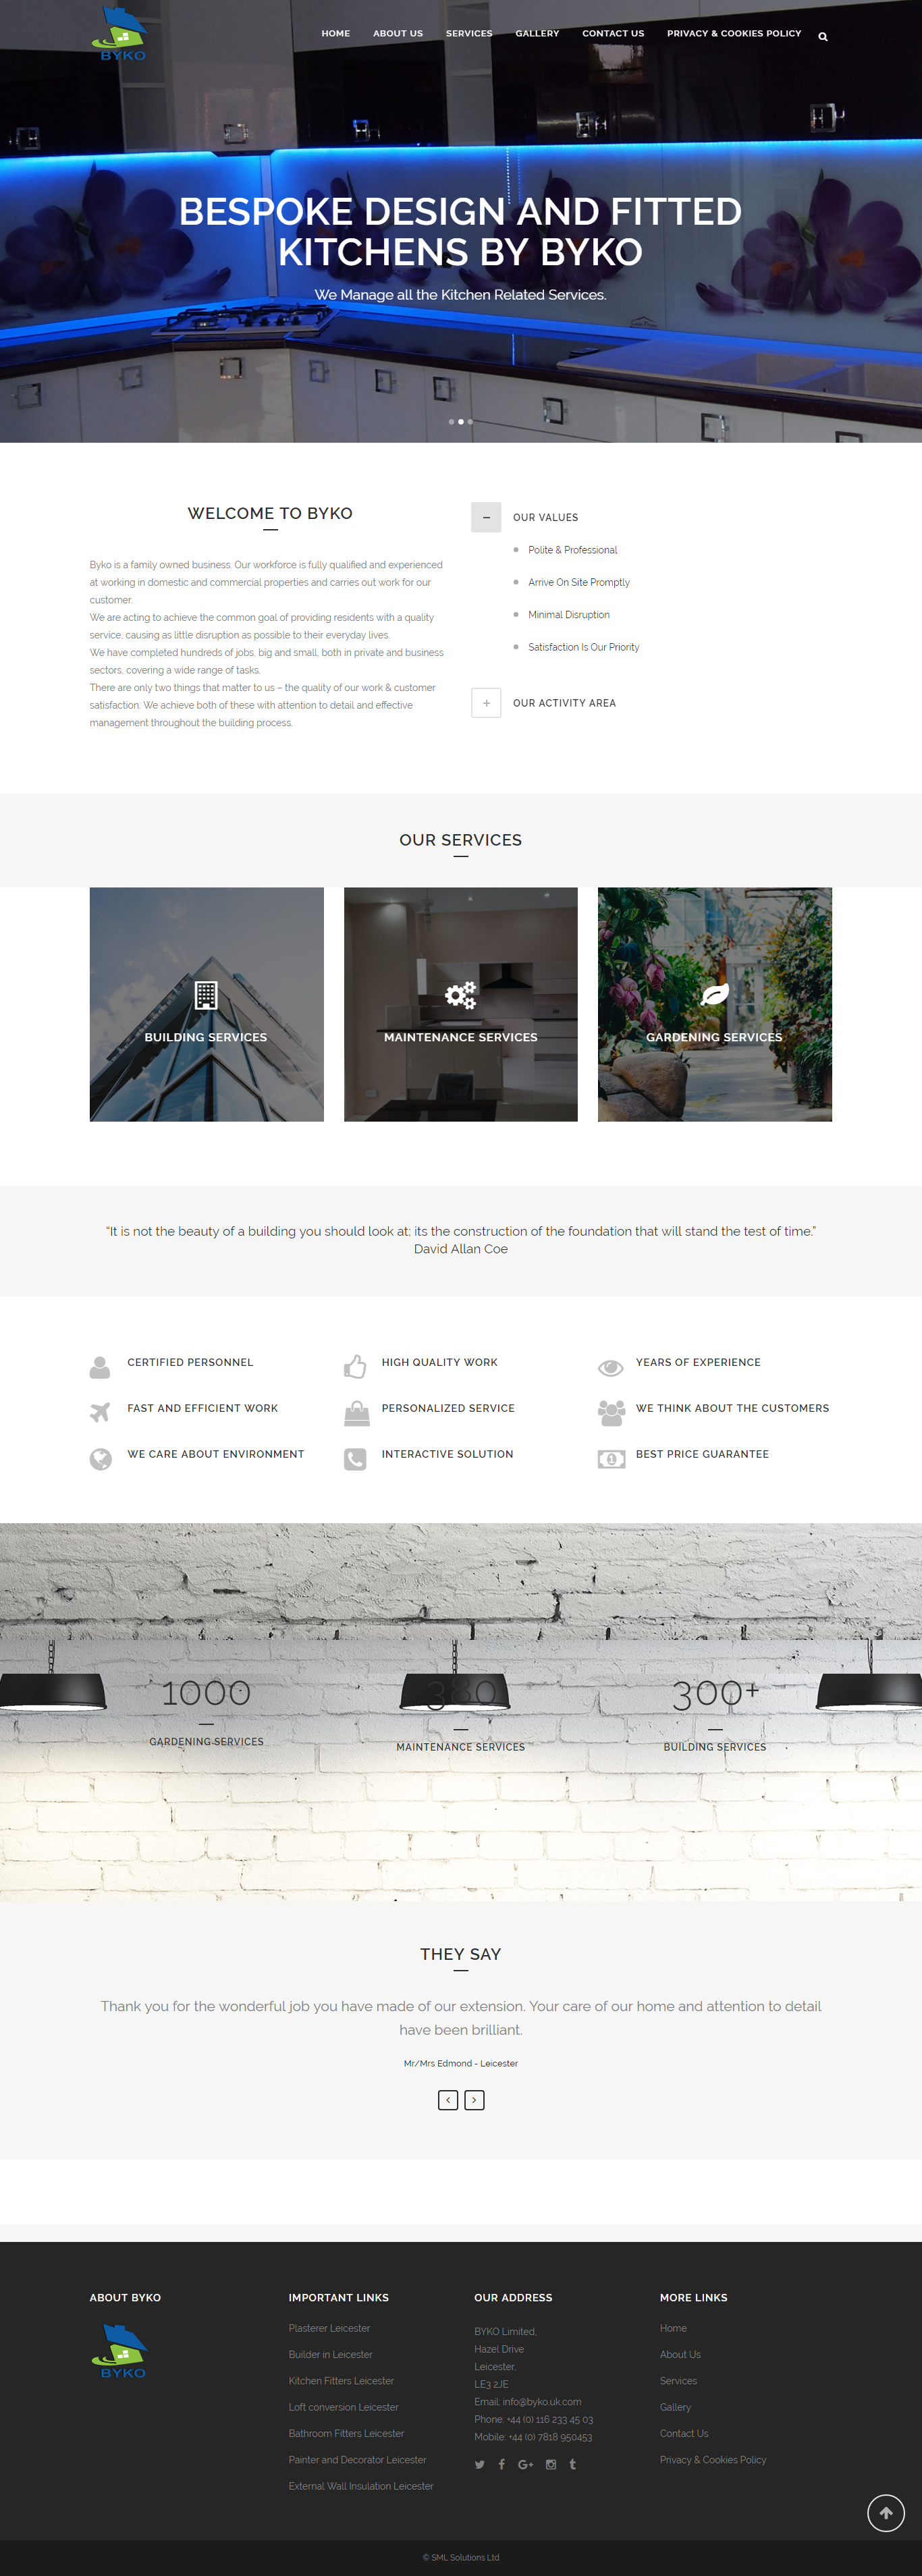 BYKO
HOME ABOUT US SERVICES GALLERY CONTACT US PRIVACY & COOKIES POLICY
BESPOKE DESIGN AND FITTED
KITCHENS BY BYKO
We Manage all the Kitchen Related Services.
WELCOME TO BYKO
Byko is a family owned business. Our workforce is fully qualified and experienced
at working in domestic and commercial properties and carries out work for our
customer.
We are acting to achieve the common goal of providing residents with a quality
service, causing as little disruption as possible to their everyday lives.
We have completed hundreds of jobs, big and small, both in private and business
sectors, covering a wide range of tasks.
There are only two things that matter to us – the quality of our work & customer
satisfaction. We achieve both of these with attention to detail and effective
management throughout the building process.
OUR VALUES
Polite & Professional
Arrive On Site Promptly
Minimal Disruption
Satisfaction Is Our Priority
OUR ACTIVITY AREA
OUR SERVICES
BUILDING SERVICES
MAINTENANCE SERVICES
GARDENING SERVICES
“It is not the beauty of a building you should look at; its the construction of the foundation that will stand the test of time.”
David Allan Coe
CERTIFIED PERSONNEL
HIGH QUALITY WORK
YEARS OF EXPERIENCE
FAST AND EFFICIENT WORK
PERSONALIZED SERVICE
WE THINK ABOUT THE CUSTOMERS
WE CARE ABOUT ENVIRONMENT
INTERACTIVE SOLUTION
BEST PRICE GUARANTEE
1000
GARDENING SERVICES
380
MAINTENANCE SERVICES
300+
BUILDING SERVICES
THEY SAY
Thank you for the wonderful job you have made of our extension. Your care of our home and attention to detail
have been brilliant.
Mr/Mrs Edmond - Leicester
ABOUT BYKO
BYKO
IMPORTANT LINKS
Plasterer Leicester
Builder in Leicester
Kitchen Fitters Leicester
Loft conversion Leicester
Bathroom Fitters Leicester
Painter and Decorator Leicester
External Wall Insulation Leicester
OUR ADDRESS
BYKO Limited,
Hazel Drive
Leicester,
LE3 2JE
Email: info@byko.uk.com
Phone: +44 (0) 116 233 45 03
Mobile: +44 (0) 7818 950453
MORE LINKS
Home
About Us
Services
Gallery
Contact Us
Privacy & Cookies Policy
© SML Solutions Ltd